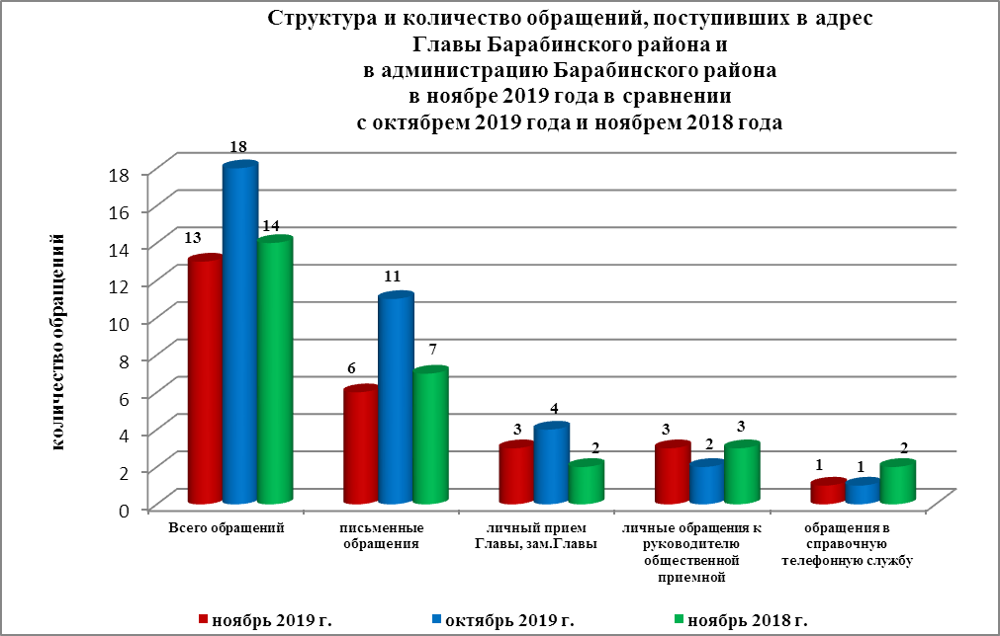 Структура и количество обращений, поступивших в адрес
Главы Барабинского района и
в администрацию Барабинского района
в ноябре 2019 года в сравнении
с октябрем 2019 года и ноябрем 2018 года
количество обращений
18
16
14
12
10
8
6
4
2
0
13
18
14
6
11
7
3
4
2
3
2
3
1
1
2
Всего обращений
письменные
обращения
личный прием
Главы, зам.Главы
личные обращения к
руководителю
общественной
приемной
обращения в
справочную
телефонную службу
ноябрь 2019 г.
октябрь 2019 г.
ноябрь 2018 г.